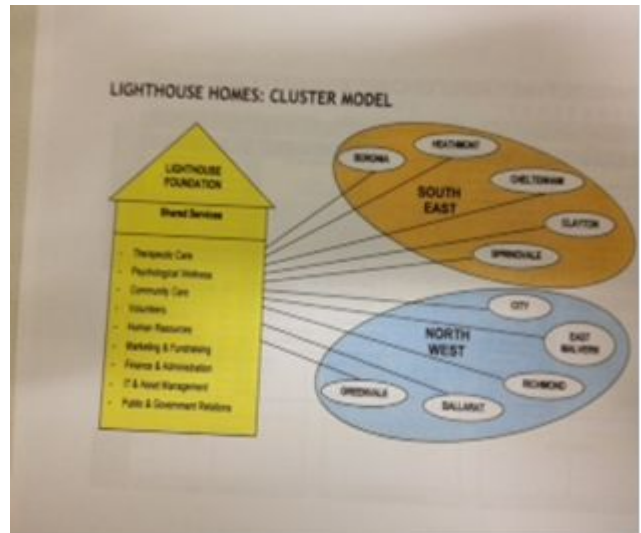 LIGHTHOUSE HOMES: CLUSTER MODEL
LIGHTHOUSE
FOUNDATION
Shared Services
- Therapeutic Care
- Psychological Wellness
- Community Care
- Volunteers
- Human Resources
- Marketing & Fundraising
- Finance & Administration
- IT & Asset Management
- Public & Government Relations
BORONIA
HEATHMONT
CHELTENHAM
SOUTH
EAST
CLAYTON
SPRINGVALE
CITY
NORTH
WEST
EAST
MALVERN
RICHMOND
GREENVALE
BALLARAT